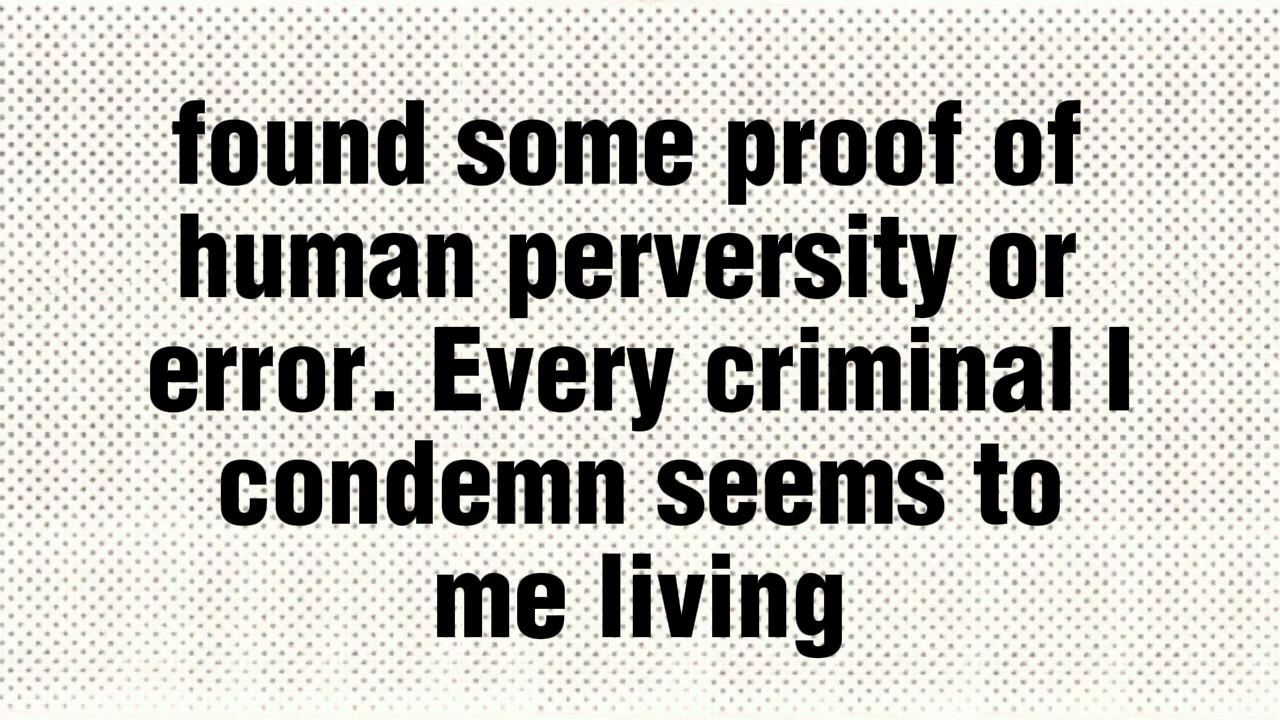 found some proof of
human perversity or
error. Every criminal I
condemn seems to
me living